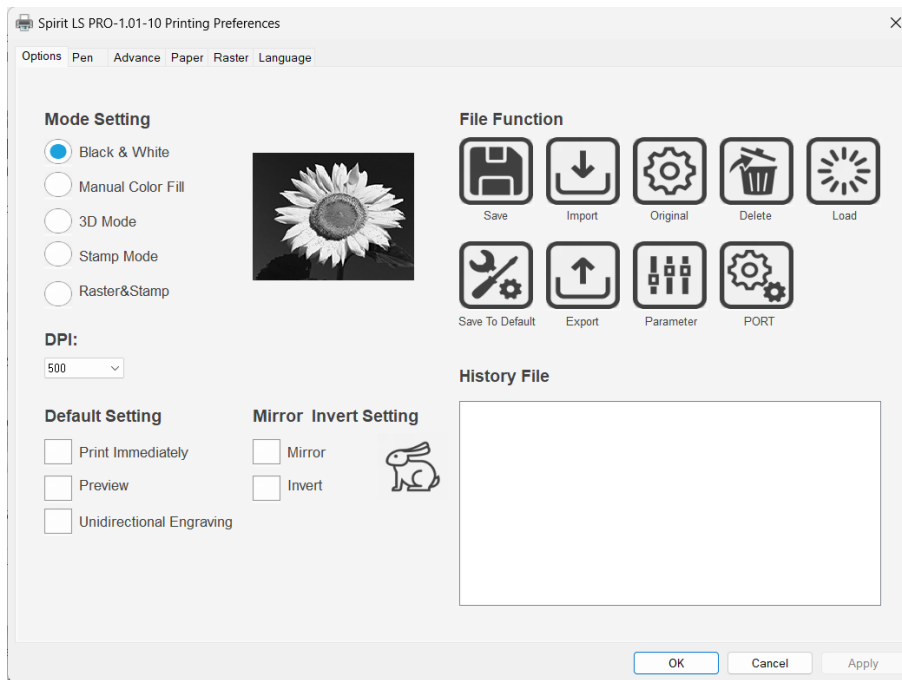 Spirit LS PRO-1.01-10 Printing Preferences
Options Pen Advance Paper Raster Language
Mode Setting
Black & White
Manual Color Fill
3D Mode
Stamp Mode
Raster&Stamp
DPI:
500
Default Setting
Print Immediately
Preview
Unidirectional Engraving
Mirror Invert Setting
Mirror
Invert
File Function
Save Import Original Delete Load
Save To Default Export Parameter PORT
History File
OK Cancel Apply